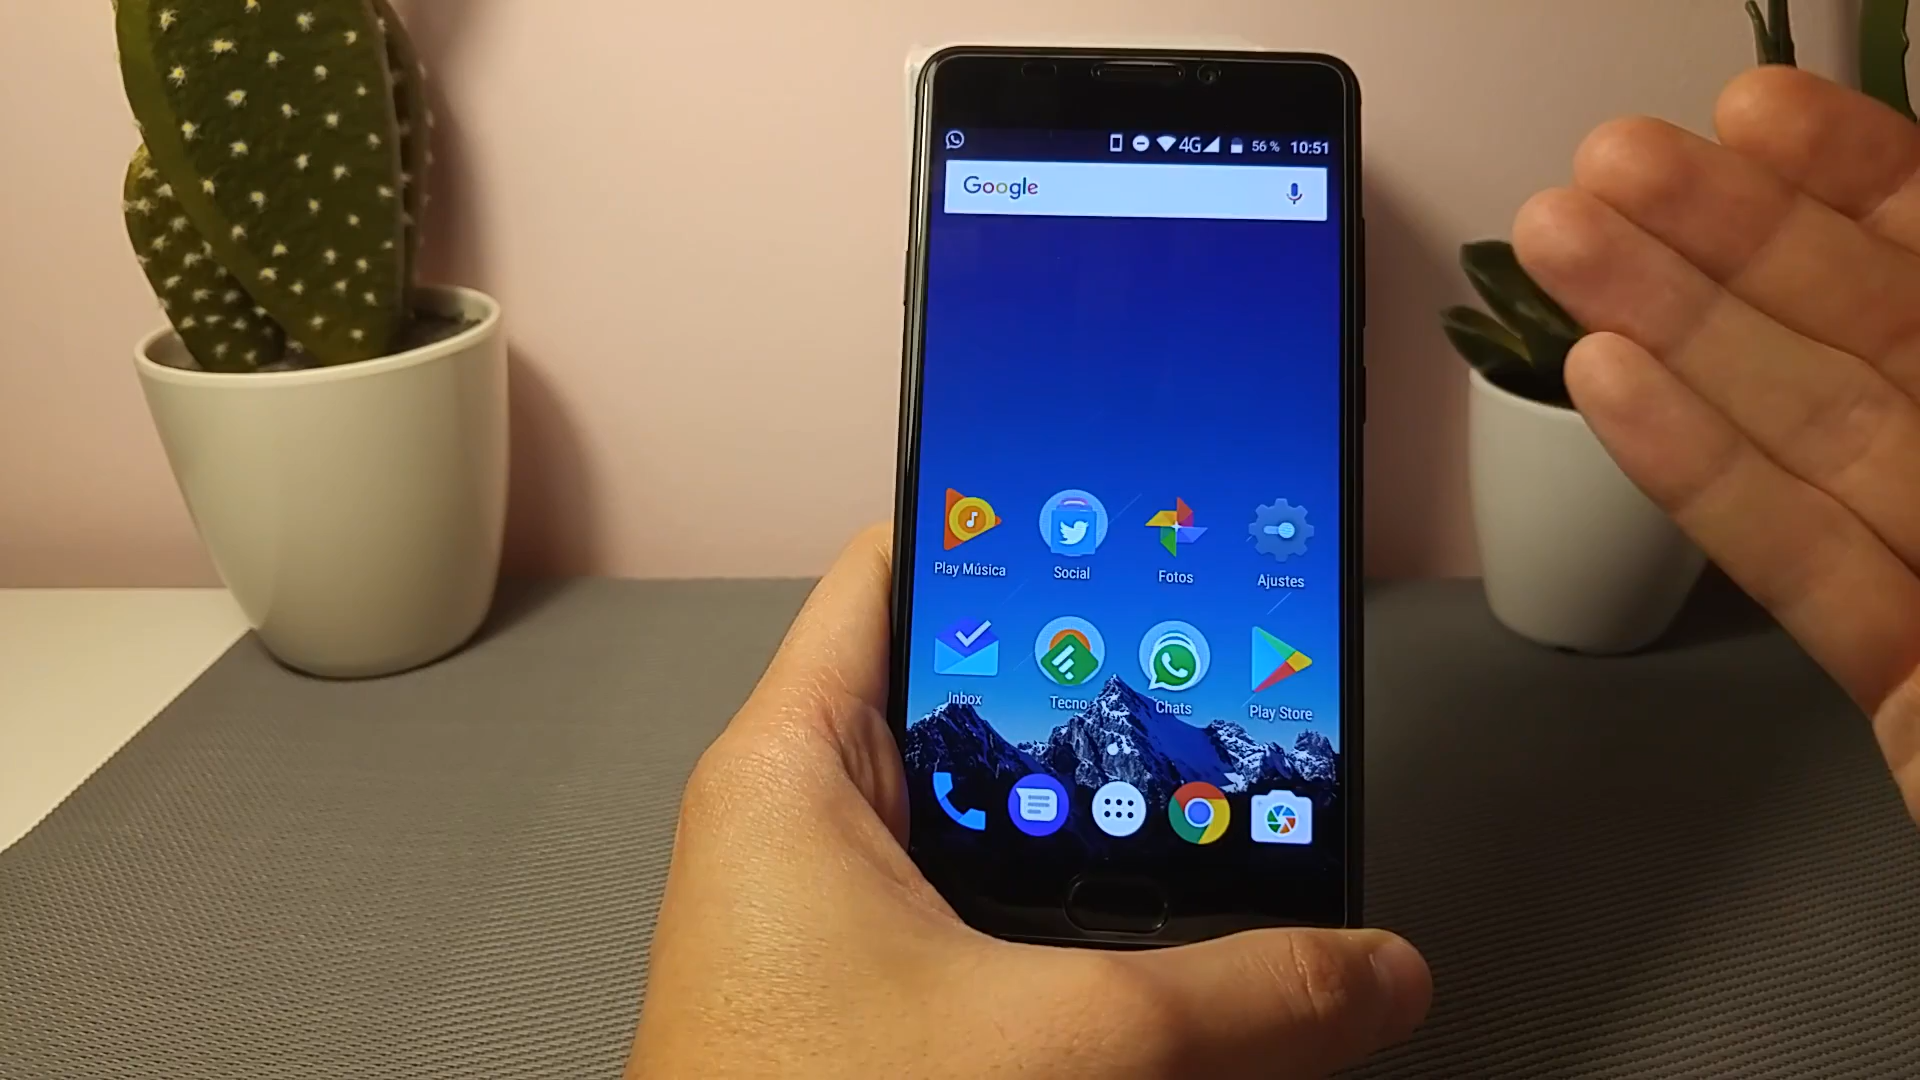 4G 56 % 10:51
Google
Play Música Social Fotos Ajustes
Inbox Tecno Chats Play Store